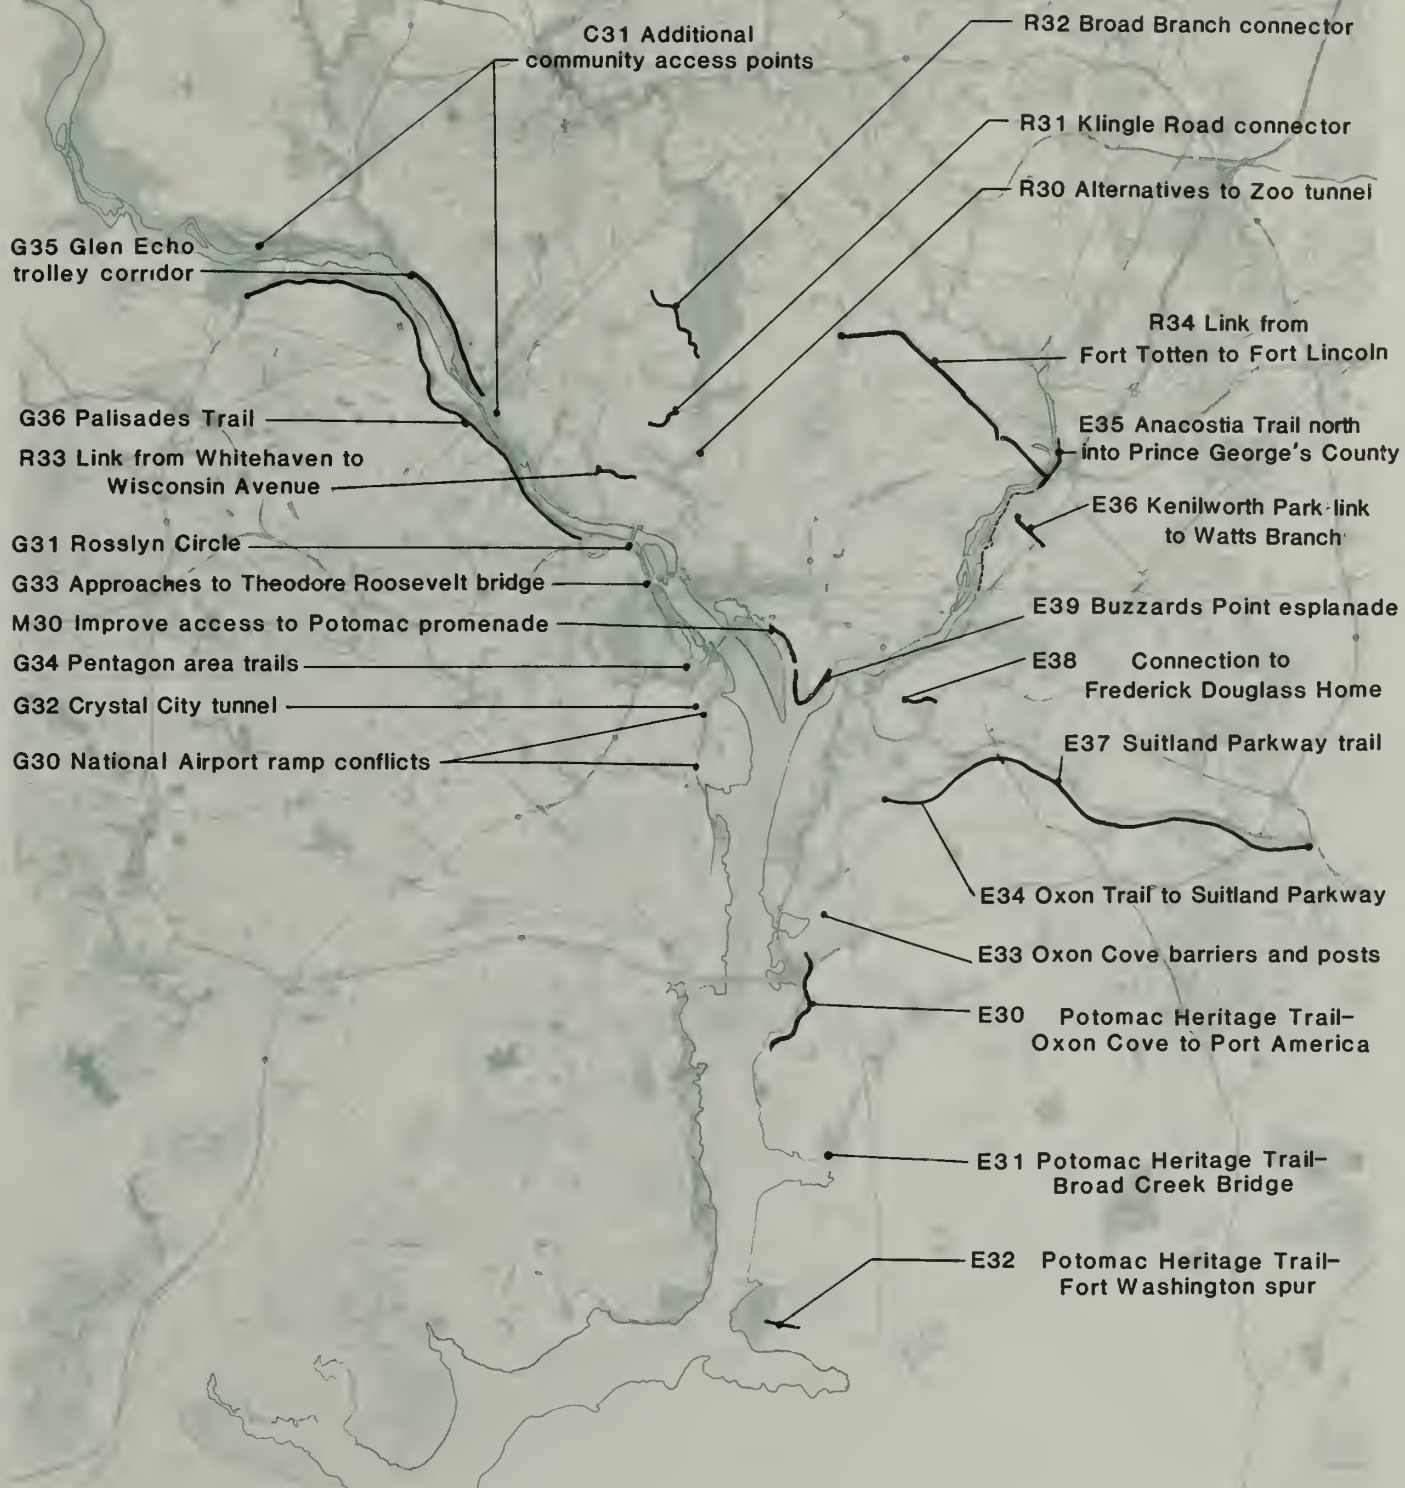 C31 Additional
community access points
R32 Broad Branch connector
R31 Klingle Road connector
R30 Alternatives to Zoo tunnel
G35 Glen Echo
trolley corridor
R34 Link from
Fort Totten to Fort Lincoln
G36 Palisades Trail
E35 Anacostia Trail north
into Prince George's County
R33 Link from Whitehaven to
Wisconsin Avenue
E36 Kenilworth Park link
to Watts Branch
G31 Rosslyn Circle
G33 Approaches to Theodore Roosevelt bridge
E39 Buzzards Point esplanade
M30 Improve access to Potomac promenade
G34 Pentagon area trails
E38 Connection to
Frederick Douglass Home
G32 Crystal City tunnel
E37 Suitland Parkway trail
G30 National Airport ramp conflicts
E34 Oxon Trail to Suitland Parkway
E33 Oxon Cove barriers and posts
E30 Potomac Heritage Trail-
Oxon Cove to Port America
E31 Potomac Heritage Trail-
Broad Creek Bridge
E32 Potomac Heritage Trail-
Fort Washington spur